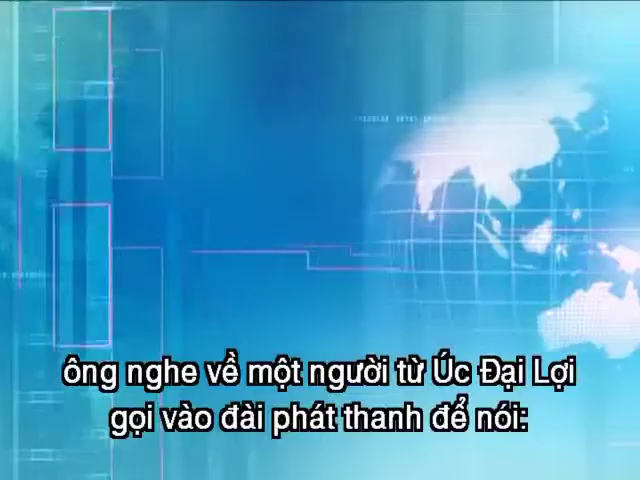 ông nghe về một người từ Úc Đại Lợi
gọi vào đài phát thanh để nói: